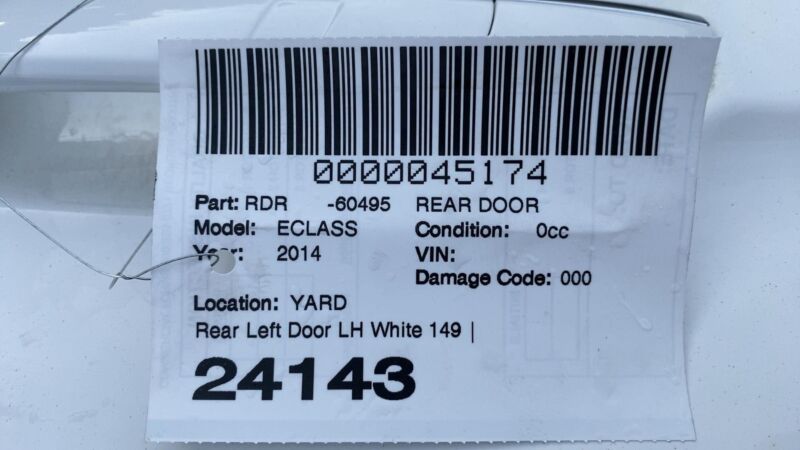 0000045174
Part: RDR -60495 REAR DOOR
Model: ECLASS Condition: 0cc
Year: 2014 VIN:
Damage Code: 000
Location: YARD
Rear Left Door LH White 149 |
24143